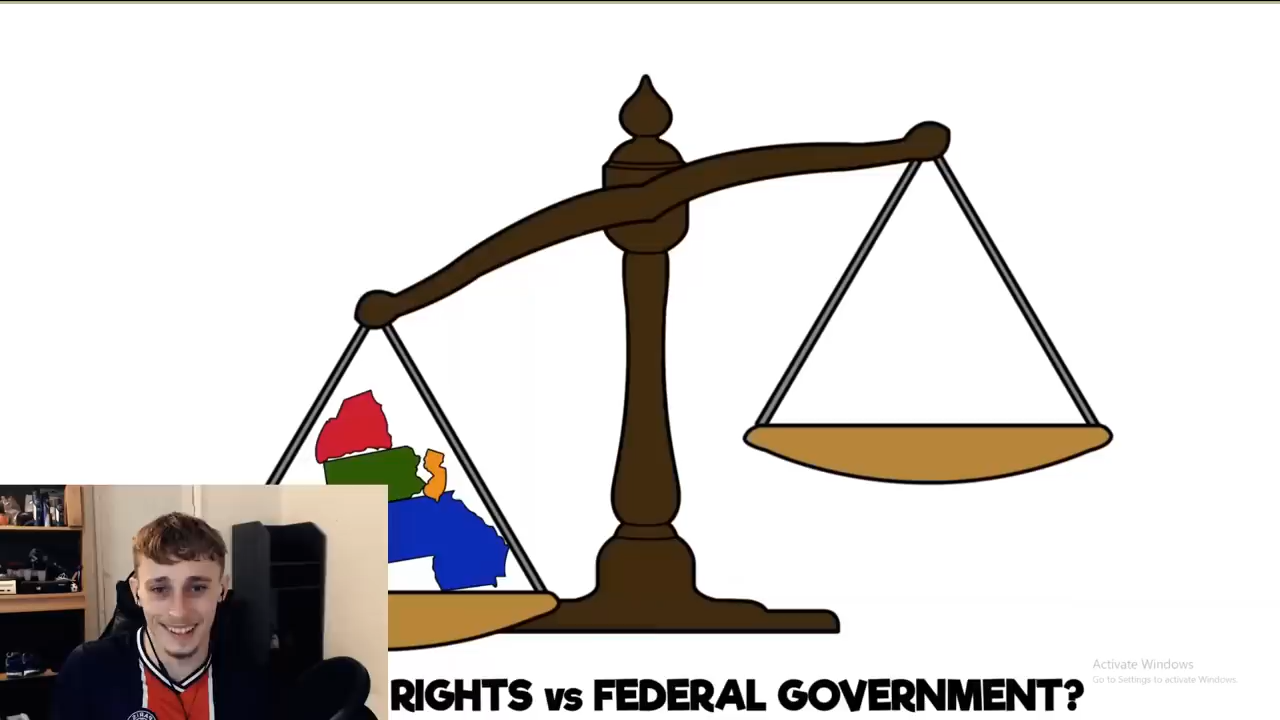 RIGHTS vs FEDERAL GOVERNMENT?
Activate Windows
Go to Settings to activate Windows.